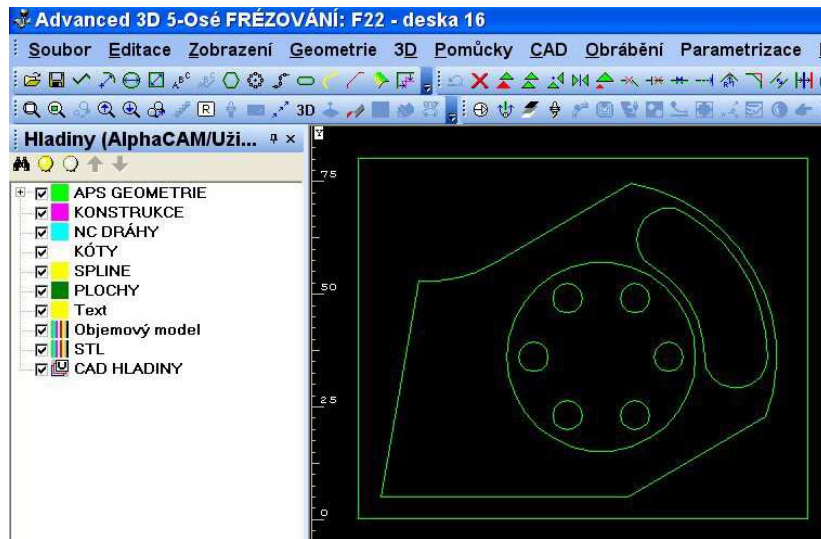 Advanced 3D 5-Osé FRÉZOVÁNÍ: F22 - deska 16
Soubor Editace Zobrazení Geometrie 3D Pomůcky CAD Obrábění Parametrizace
ABC
R 3D
Hladiny (AlphaCAM/Uži...
APS GEOMETRIE
KONSTRUKCE
NC DRÁHY
KÓTY
SPLINE
PLOCHY
Text
Objemový model
STL
CAD HLADINY
Y
75
50
25
0